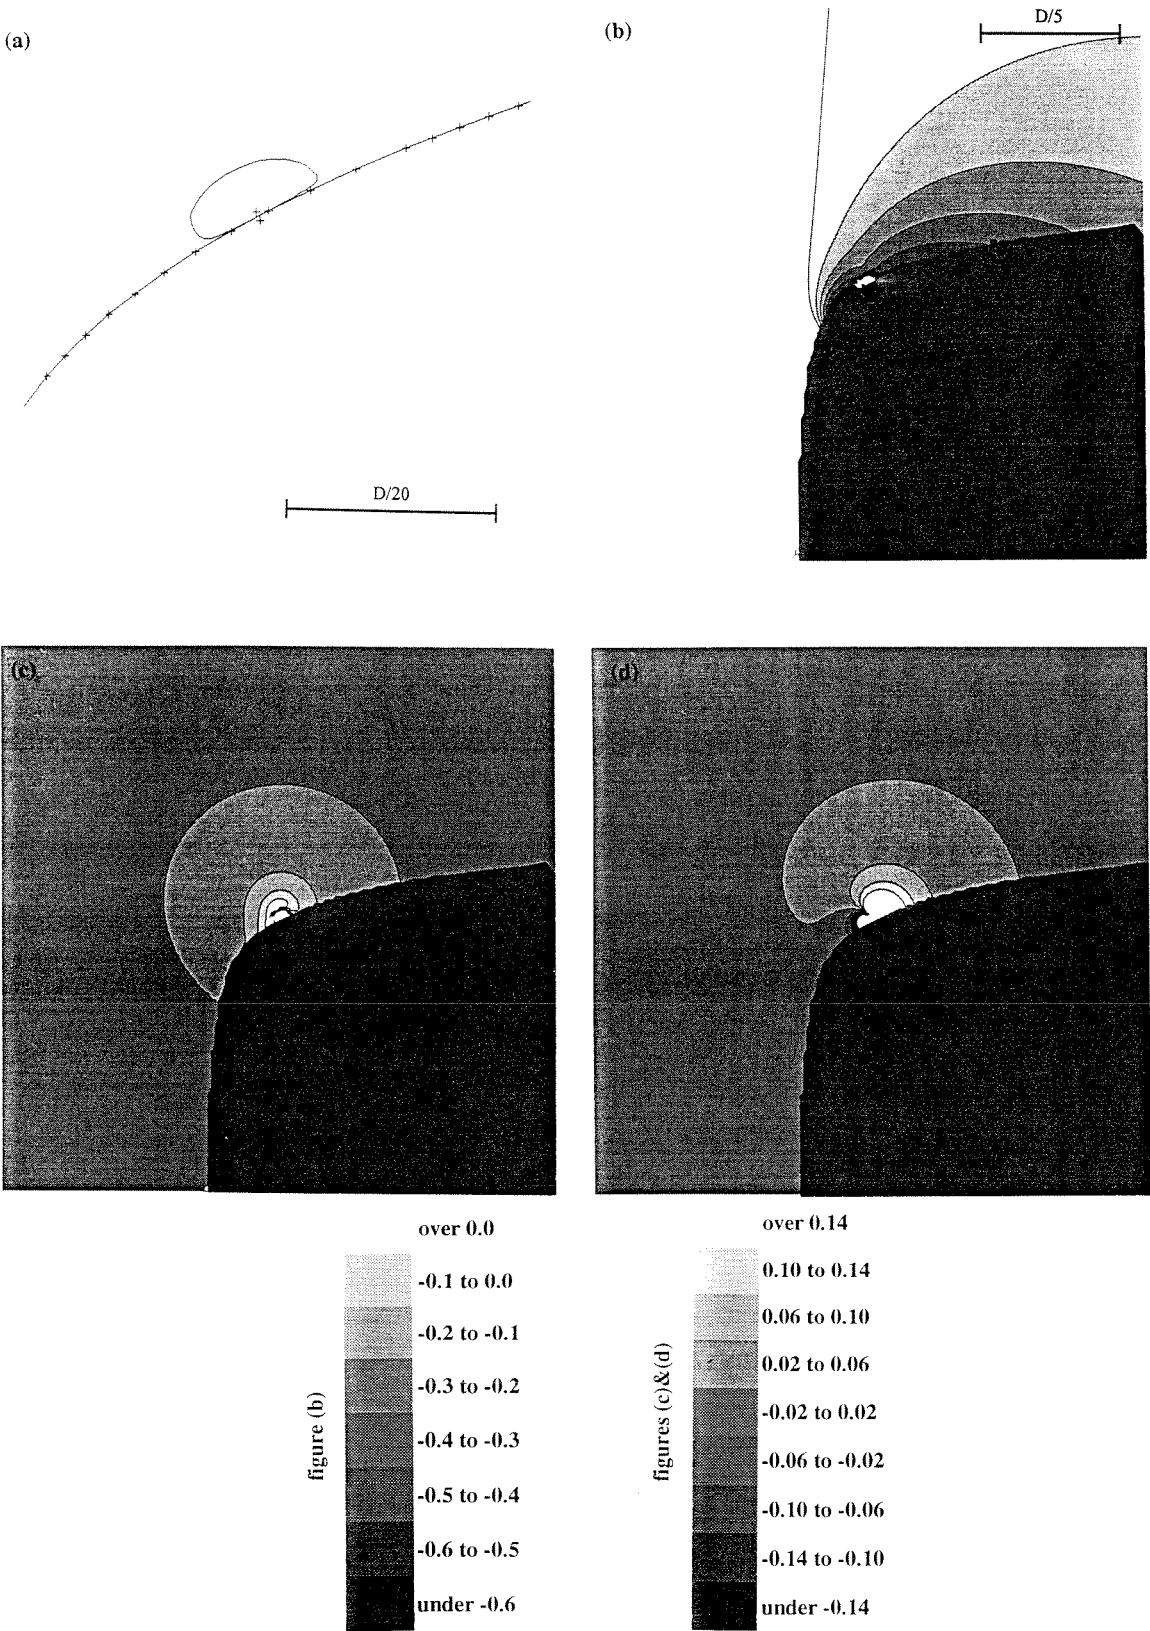 (a)
(b)
D/5
D/20
(c)
(d)
figure (b)
over 0.0
-0.1 to 0.0
-0.2 to -0.1
-0.3 to -0.2
-0.4 to -0.3
-0.5 to -0.4
-0.6 to -0.5
under -0.6
figures (c)&(d)
over 0.14
0.10 to 0.14
0.06 to 0.10
0.02 to 0.06
-0.02 to 0.02
-0.06 to -0.02
-0.10 to -0.06
-0.14 to -0.10
under -0.14